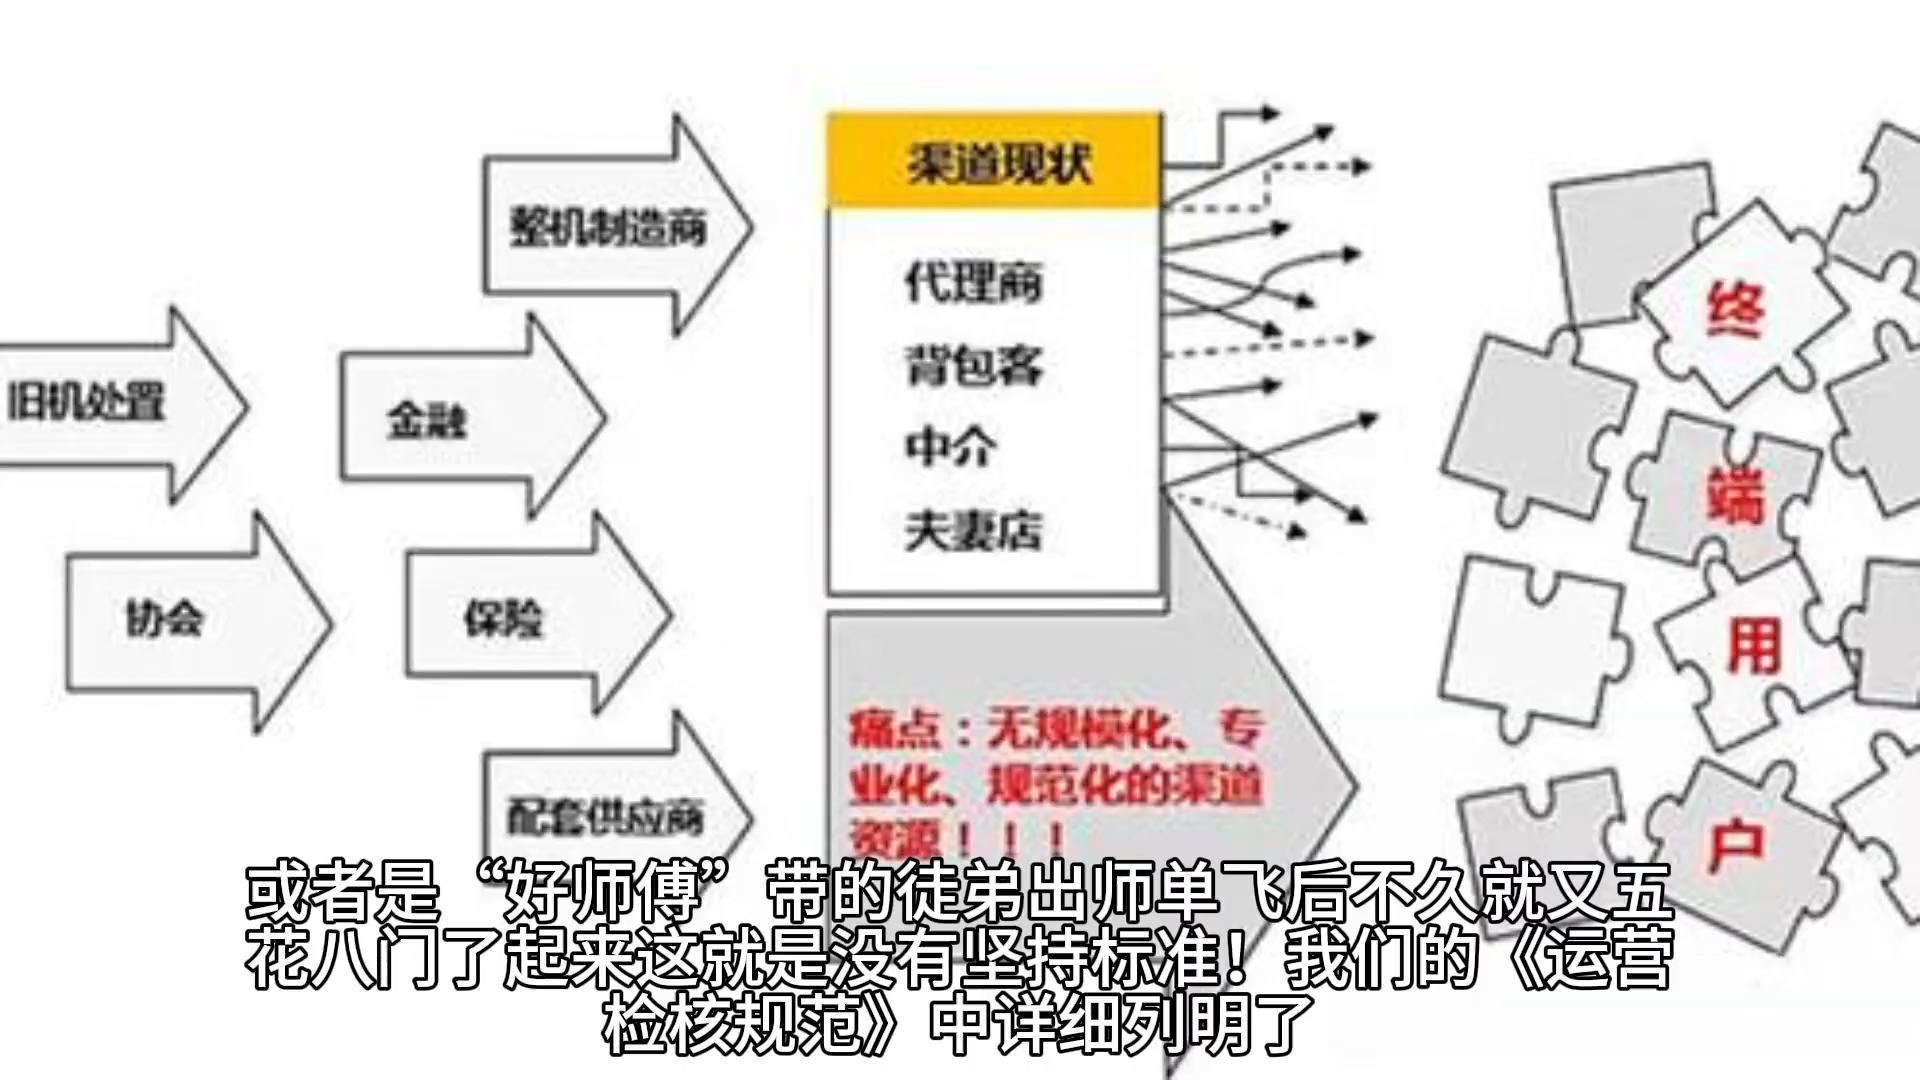 整机制造商
旧机处置
金融
协会
保险
配套供应商
渠道现状
代理商
背包客
中介
夫妻店
痛点：无规模化、专
业化、规范化的渠道
资源！！！
终
端
用
户
或者是“好师傅”带的徒弟出师单飞后不久就又五
花八门了起来这就是没有坚持标准！我们的《运营
检核规范》中详细列明了